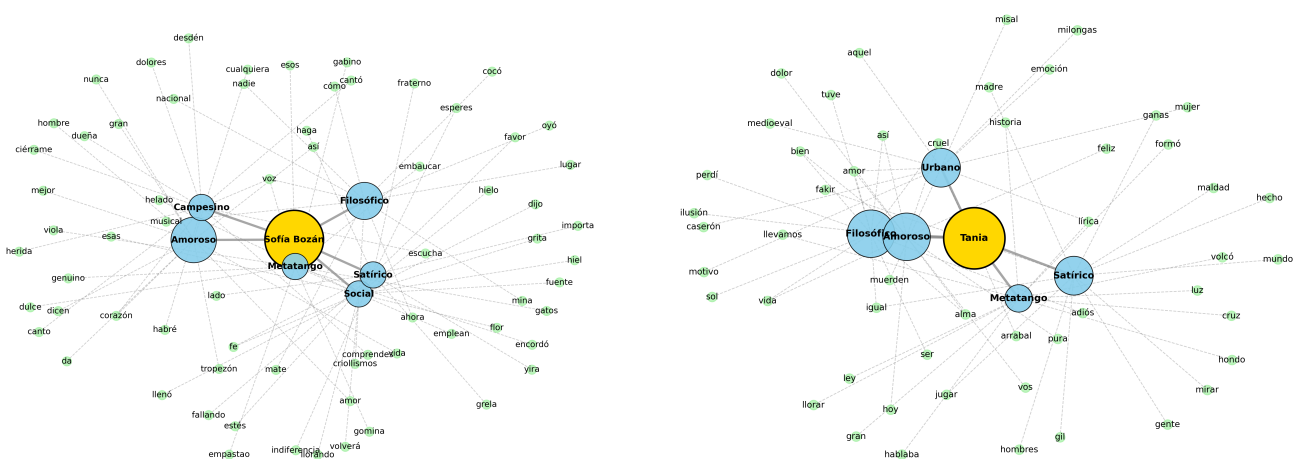 desdén
dolores
nunca
cualquiera
nadie
esos
gabino
cantó
cómo
fraterno
cocó
nacional
esperes
hombre
dueña
gran
ciérrame
haga
así
favor
oyó
lugar
embaucar
voz
mejor
helado
Campesino
musical
Filosófico
hielo
dijo
viola
esas
Amoroso
Sofía Bozán
importa
grita
herida
escucha
hiel
Metatango
Satírico
genuino
fuente
lado
Social
dulce
dicen
corazón
mina
gatos
canto
habré
ahora
emplean
flor
encordó
fe
comprendes
vida
criollismos
da
tropezón
mate
yira
llenó
amor
grela
fallando
estés
gomina
empastao
indiferencia
volverá
llorando
misal
milongas
aquel
dolor
emoción
tuve
madre
medioeval
historia
ganas
mujer
así
cruel
formó
bien
feliz
amor
Urbano
perdí
fakir
maldad
hecho
ilusión
caserón
llevamos
Filosófico
Amoroso
Tania
lírica
motivo
muerden
Satírico
volcó
mundo
sol
vida
igual
Metatango
luz
alma
adiós
cruz
arrabal
pura
ser
hondo
ley
vos
mirar
llorar
hoy
jugar
gran
gil
gente
hablaba
hombres